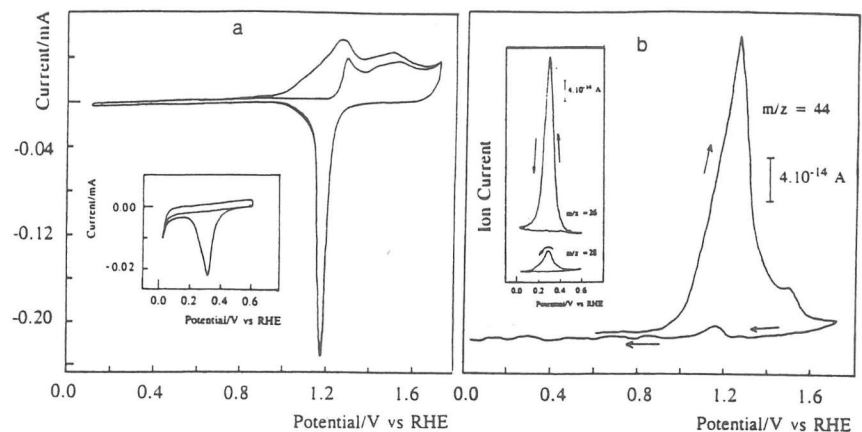 a
Current/mA
-0.04
-0.12
-0.20
0.0 0.4 0.8 1.2 1.6
Potential/V vs RHE
Current/mA
0.00
-0.02
0.0 0.2 0.4 0.6
Potential/V vs RHE
b
Ion Current
m/z = 44
4.10⁻¹⁴ A
0.0 0.4 0.8 1.2 1.6
Potential/V vs RHE
4.10⁻¹⁴ A
m/z = 26
m/z = 28
0.0 0.2 0.4 0.6
Potential/V vs RHE